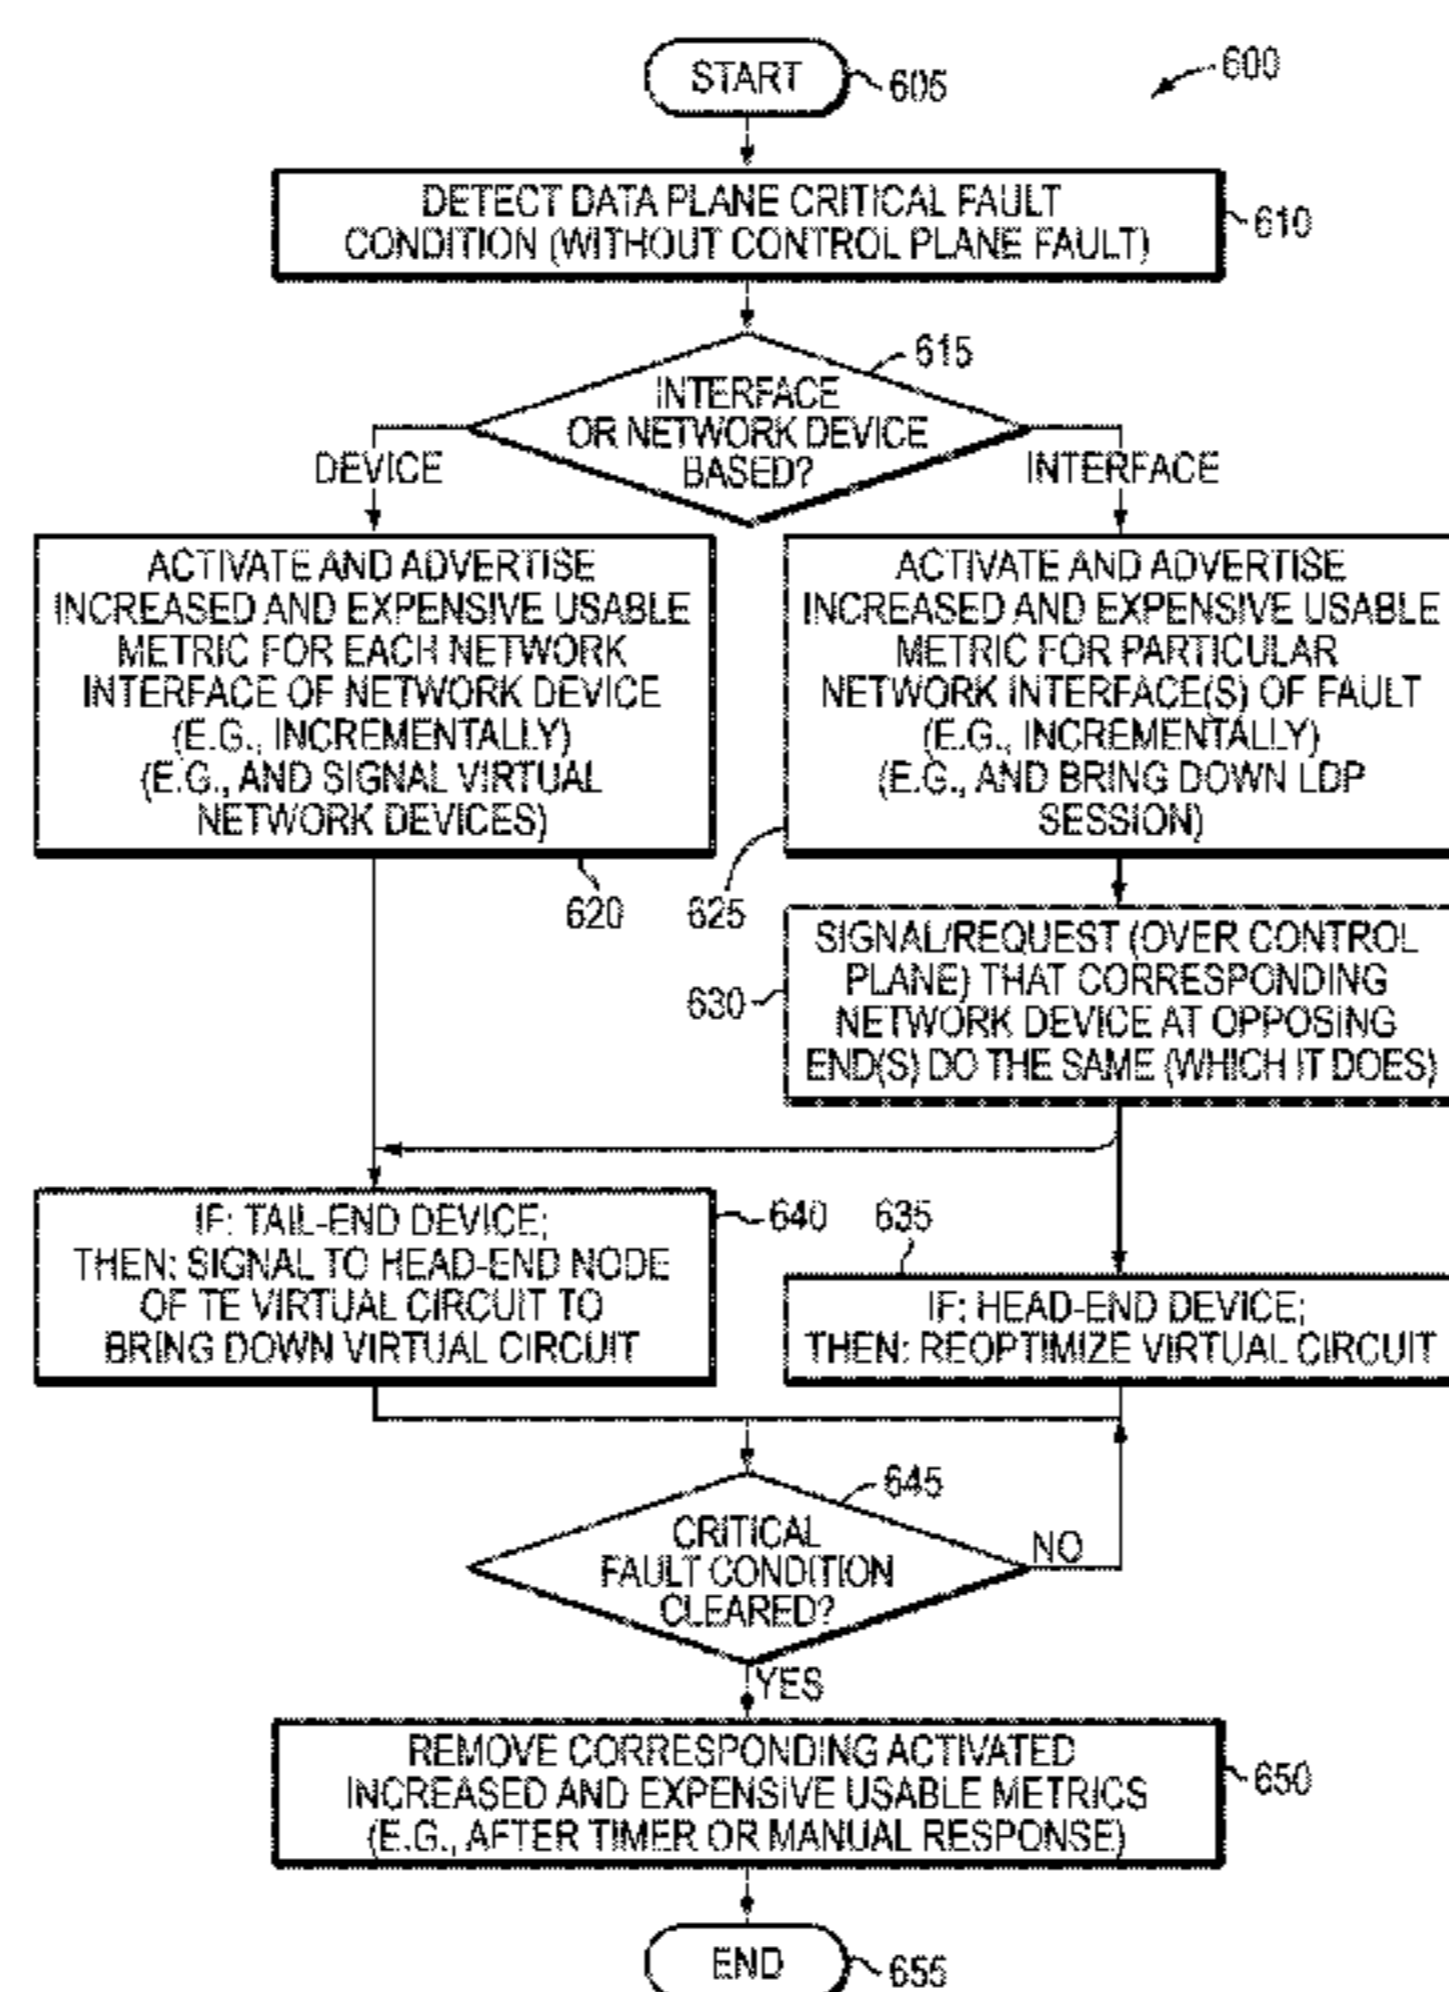 600
START
605
DETECT DATA PLANE CRITICAL FAULT
CONDITION (WITHOUT CONTROL PLANE FAULT)
610
615
INTERFACE
OR NETWORK DEVICE
BASED?
DEVICE
INTERFACE
ACTIVATE AND ADVERTISE
INCREASED AND EXPENSIVE USABLE
METRIC FOR EACH NETWORK
INTERFACE OF NETWORK DEVICE
(E.G., INCREMENTALLY)
(E.G., AND SIGNAL VIRTUAL
NETWORK DEVICES)
620
ACTIVATE AND ADVERTISE
INCREASED AND EXPENSIVE USABLE
METRIC FOR PARTICULAR
NETWORK INTERFACE(S) OF FAULT
(E.G., INCREMENTALLY)
(E.G., AND BRING DOWN LDP
SESSION)
625
SIGNAL/REQUEST (OVER CONTROL
PLANE) THAT CORRESPONDING
NETWORK DEVICE AT OPPOSING
END(S) DO THE SAME (WHICH IT DOES)
630
IF: TAIL-END DEVICE;
THEN: SIGNAL TO HEAD-END NODE
OF TE VIRTUAL CIRCUIT TO
BRING DOWN VIRTUAL CIRCUIT
640
635
IF: HEAD-END DEVICE;
THEN: REOPTIMIZE VIRTUAL CIRCUIT
645
CRITICAL
FAULT CONDITION
CLEARED?
NO
YES
REMOVE CORRESPONDING ACTIVATED
INCREASED AND EXPENSIVE USABLE METRICS
(E.G., AFTER TIMER OR MANUAL RESPONSE)
650
END
655